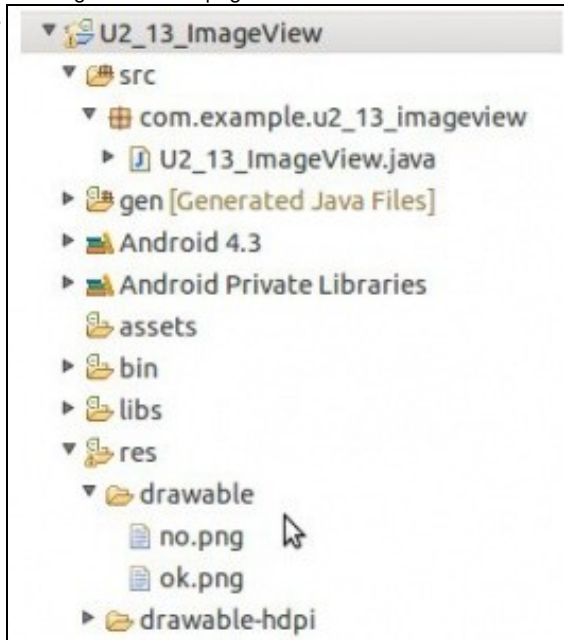 U2_13_ImageView
src
com.example.u2_13_imageview
U2_13_ImageView.java
gen [Generated Java Files]
Android 4.3
Android Private Libraries
assets
bin
libs
res
drawable
no.png
ok.png
drawable-hdpi